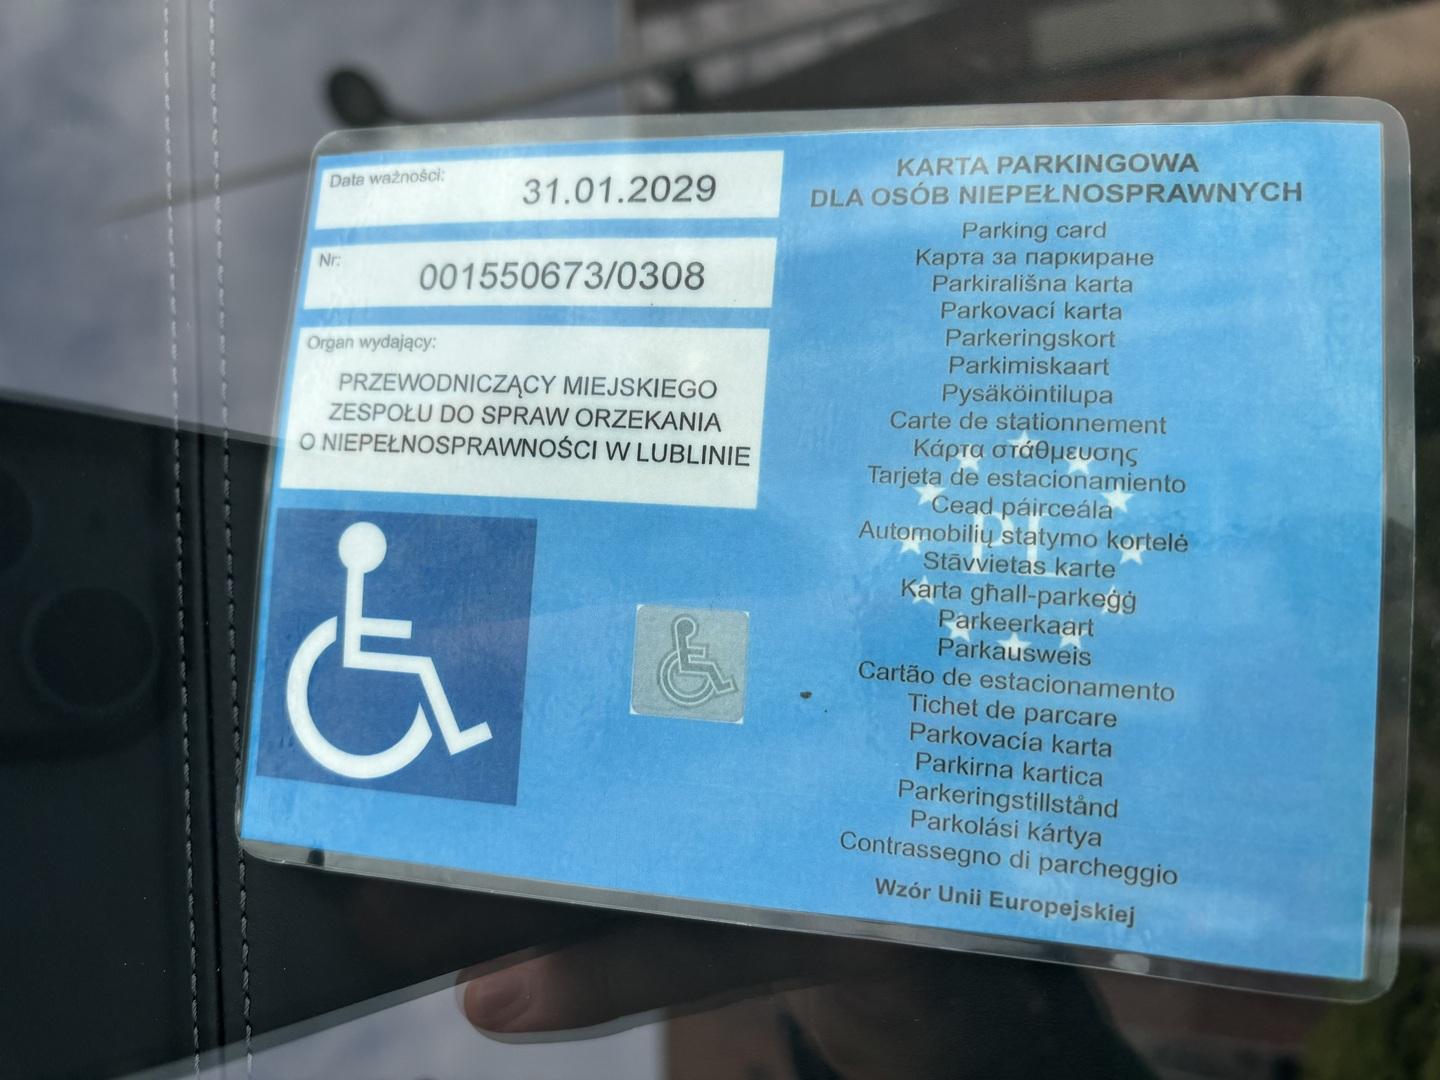 Data ważności:
31.01.2029
Nr:
001550673/0308
Organ wydający:
PRZEWODNICZĄCY MIEJSKIEGO
ZESPOŁU DO SPRAW ORZEKANIA
O NIEPEŁNOSPRAWNOŚCI W LUBLINIE
KARTA PARKINGOWA
DLA OSÓB NIEPEŁNOSPRAWNYCH
Parking card
Карта за паркиране
Parkirališna karta
Parkovací karta
Parkeringskort
Parkimiskaart
Pysäköintilupa
Carte de stationnement
Κάρτα στάθμευσης
Tarjeta de estacionamiento
Cead páirceála
PL
Automobilių statymo kortelė
Stāvvietas karte
Karta għall-parkeġġ
Parkeerkaart
Parkausweis
Cartão de estacionamento
Tichet de parcare
Parkovacía karta
Parkirna kartica
Parkeringstillstånd
Parkolási kártya
Contrassegno di parcheggio
Wzór Unii Europejskiej